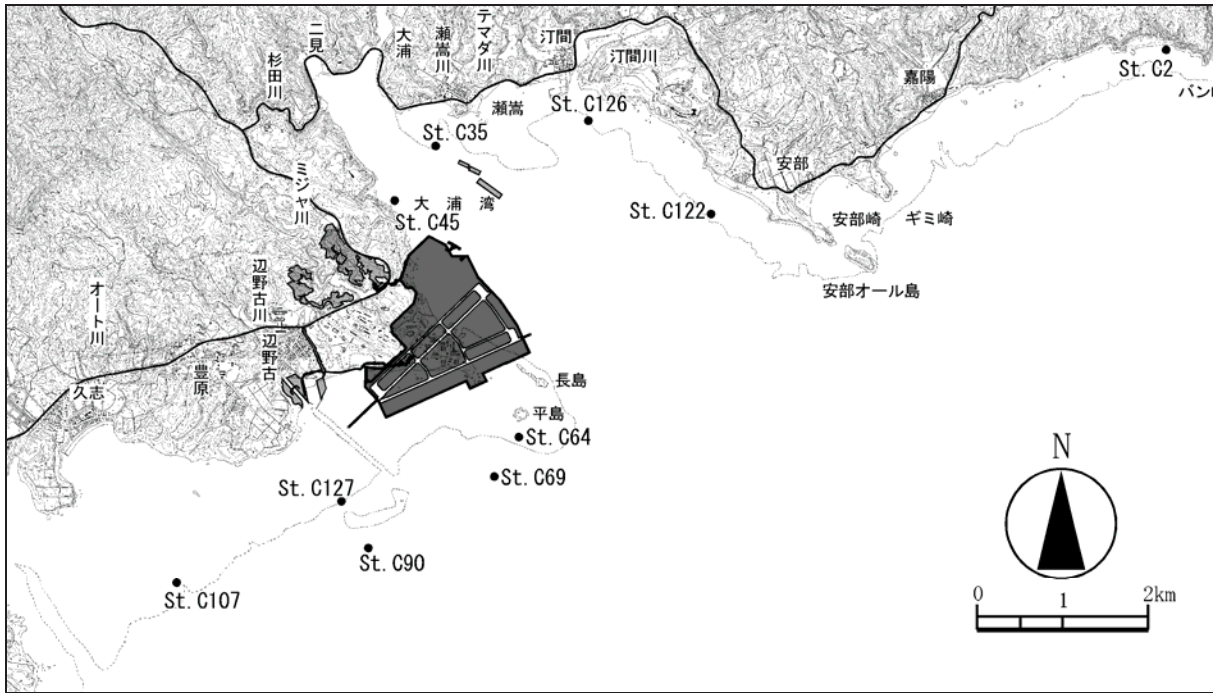 二見
大浦
瀬嵩川
テマダ川
汀間
汀間川
嘉陽
St. C2
バン
杉田川
瀬嵩
St. C126
St. C35
ミジャ川
安部
大浦湾
St. C45
St. C122
安部崎
ギミ崎
安部オール島
辺野古川
オート川
辺野古
豊原
久志
長島
平島
St. C64
St. C69
St. C127
St. C90
St. C107
N
0 1 2km